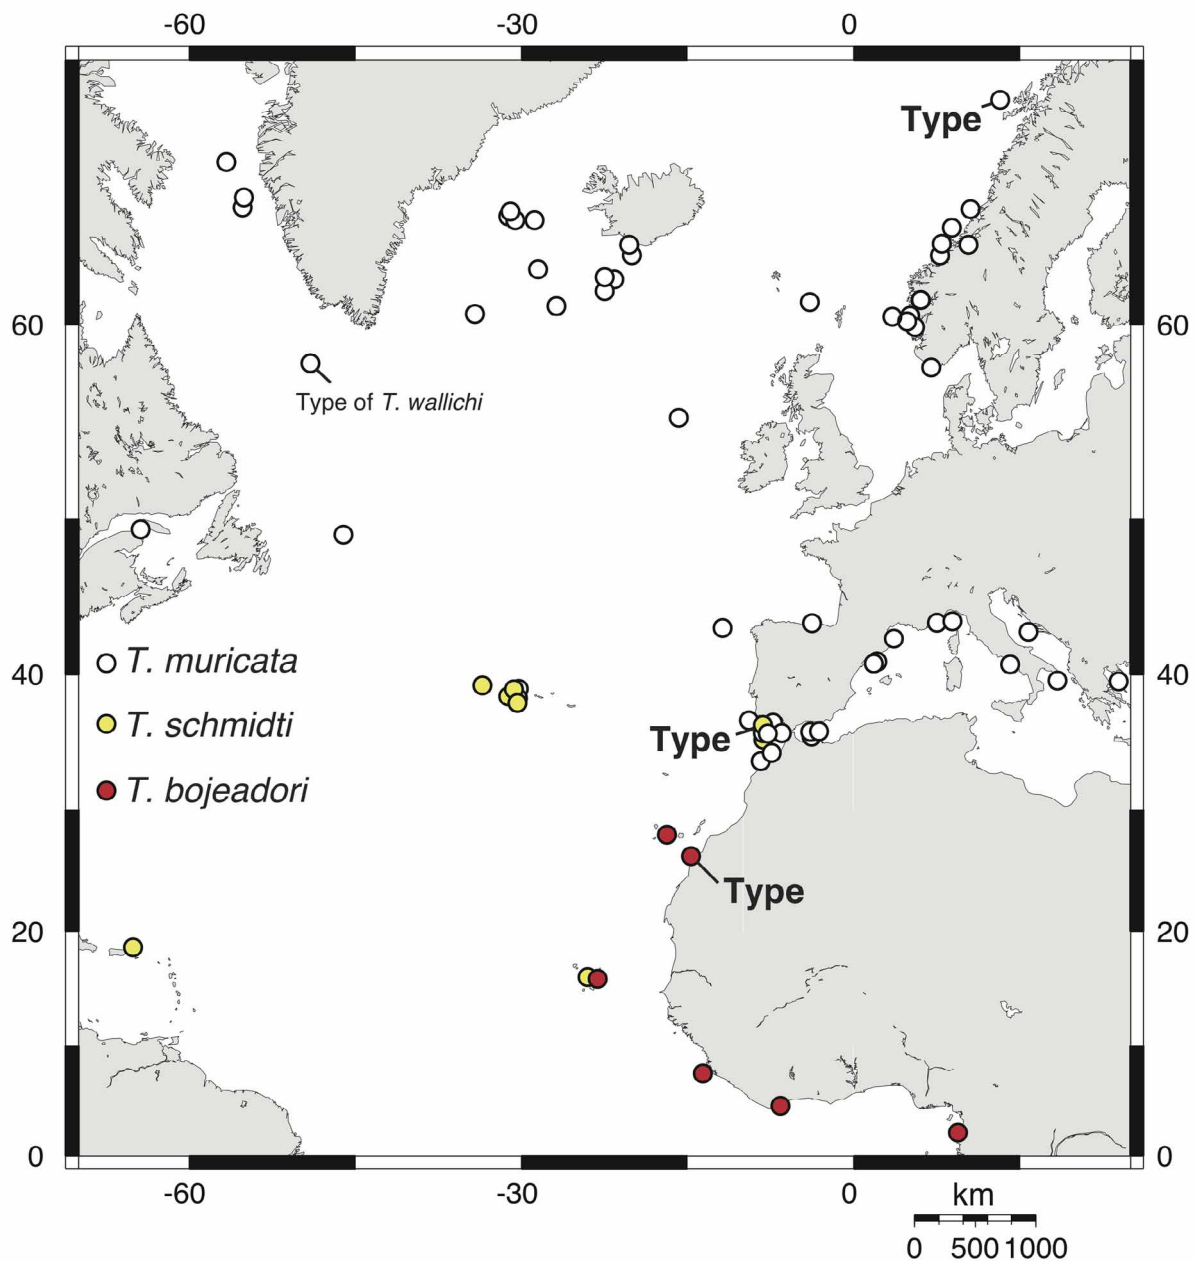 -60 -30 0
Type
60 60
Type of T. wallichi
40 40
T. muricata
T. schmidti
Type
T. bojeadori
Type
20 20
0 0
-60 -30 0
km
0 500 1000